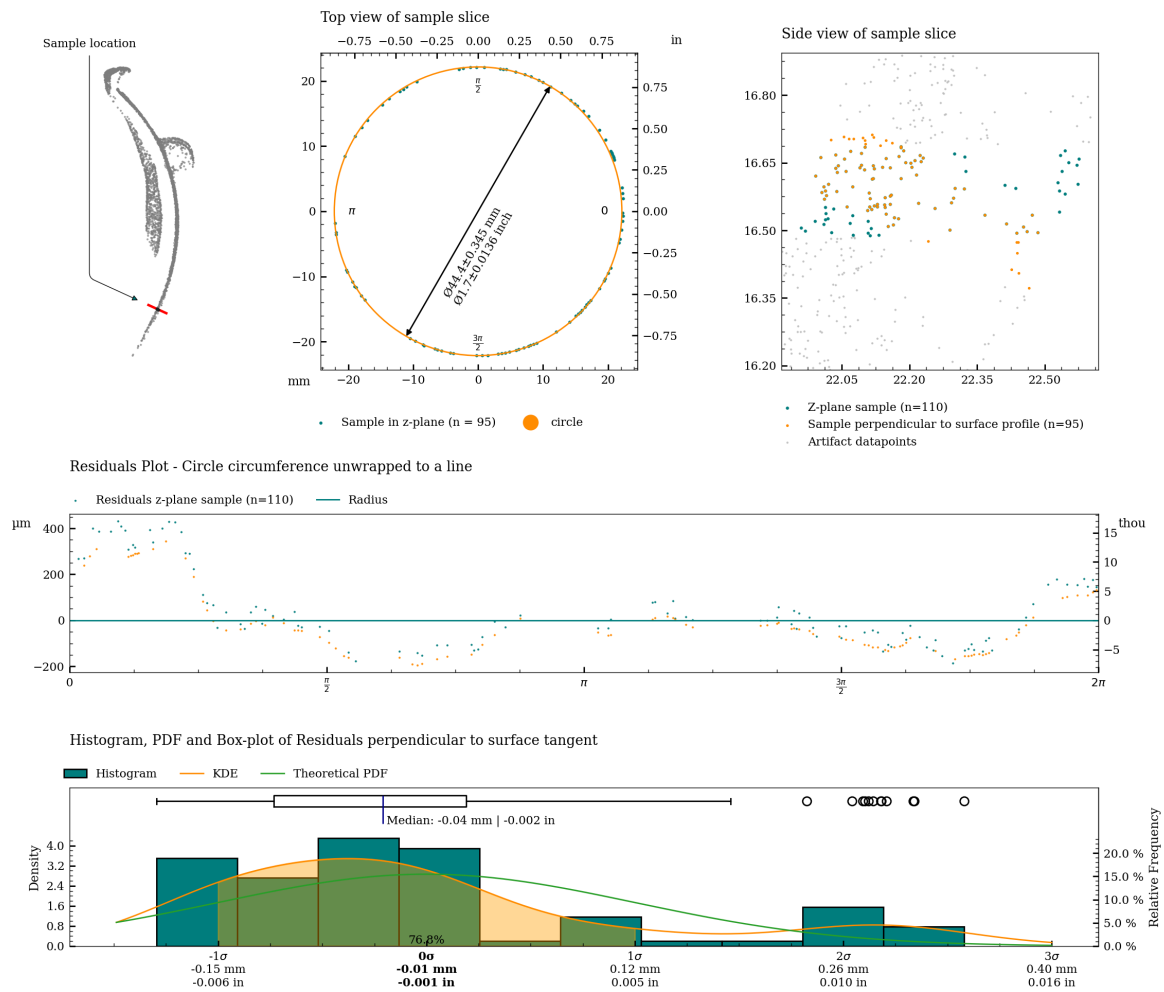 Top view of sample slice
Sample location
−0.75 −0.50 −0.25 0.00 0.25 0.50 0.75 in
Side view of sample slice
20
10
0
−10
−20
mm
−20 −10 0 10 20
0.75
0.50
0.25
0.00
−0.25
−0.50
−0.75
π/2
π
0
3π/2
Ø44.4±0.345 mm
Ø1.7±0.0136 inch
16.80
16.65
16.50
16.35
16.20
22.05 22.20 22.35 22.50
Sample in z-plane (n = 95) circle
Z-plane sample (n=110)
Sample perpendicular to surface profile (n=95)
Artifact datapoints
Residuals Plot - Circle circumference unwrapped to a line
Residuals z-plane sample (n=110) Radius
µm
400
200
0
−200
thou
15
10
5
0
−5
0 π/2 π 3π/2 2π
Histogram, PDF and Box-plot of Residuals perpendicular to surface tangent
Histogram KDE Theoretical PDF
Median: -0.04 mm | -0.002 in
Density
4.0
3.2
2.4
1.6
0.8
0.0
Relative Frequency
20.0 %
15.0 %
10.0 %
5.0 %
0.0 %
76.8%
-1σ 0σ 1σ 2σ 3σ
-0.15 mm -0.01 mm 0.12 mm 0.26 mm 0.40 mm
-0.006 in -0.001 in 0.005 in 0.010 in 0.016 in